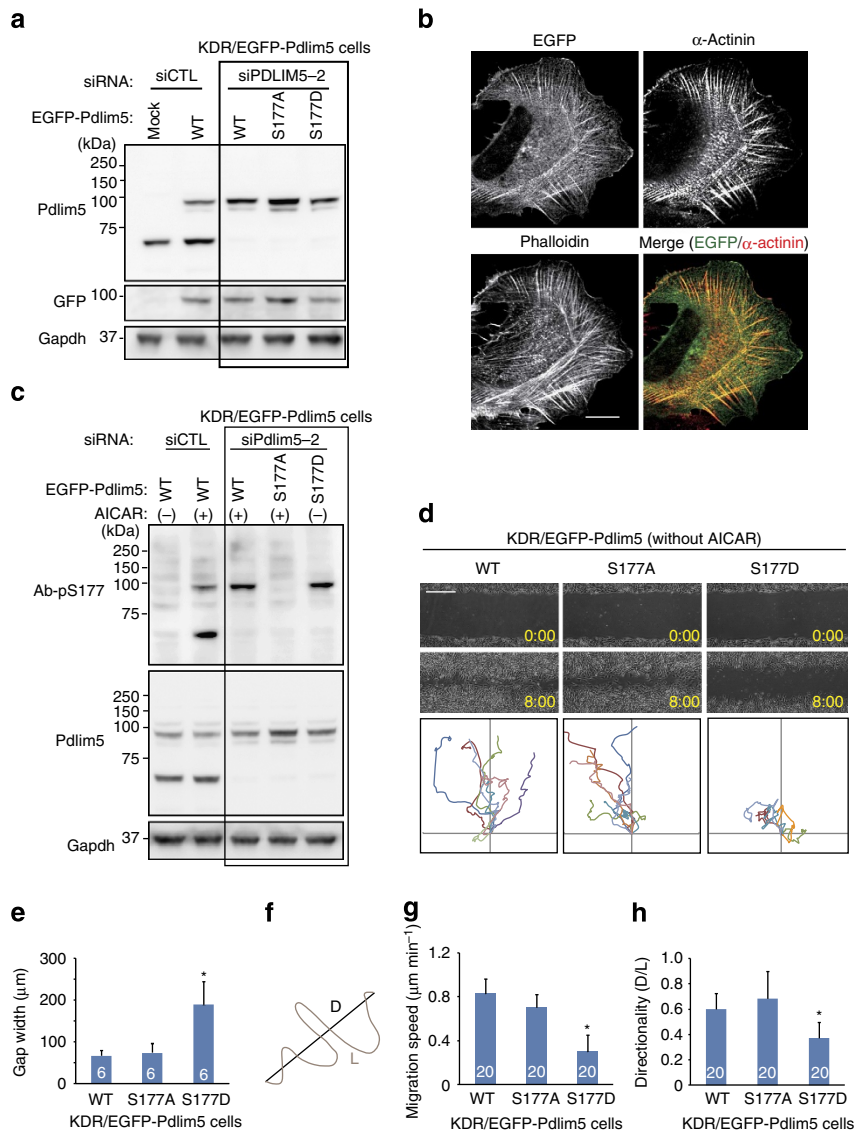 a
KDR/EGFP-Pdlim5 cells
siRNA: siCTL siPDLIM5–2
EGFP-Pdlim5: Mock WT WT S177A S177D
(kDa)
250
150
100
75
Pdlim5
GFP 100
Gapdh 37
b
EGFP α-Actinin
Phalloidin Merge (EGFP/α-actinin)
c
KDR/EGFP-Pdlim5 cells
siRNA: siCTL siPdlim5–2
EGFP-Pdlim5: WT WT WT S177A S177D
AICAR: (–) (+) (+) (+) (–)
(kDa)
250
150
100
75
Ab-pS177
250
150
100
75
Pdlim5
Gapdh 37
d
KDR/EGFP-Pdlim5 (without AICAR)
WT S177A S177D
0:00 0:00 0:00
8:00 8:00 8:00
e
Gap width (μm)
300
200
100
0
*
6 6 6
WT S177A S177D
KDR/EGFP-Pdlim5 cells
f
D
L
g
Migration speed (μm min⁻¹)
1.2
0.8
0.4
0
*
20 20 20
WT S177A S177D
KDR/EGFP-Pdlim5 cells
h
Directionality (D/L)
1.0
0.8
0.6
0.4
0.2
0
*
20 20 20
WT S177A S177D
KDR/EGFP-Pdlim5 cells